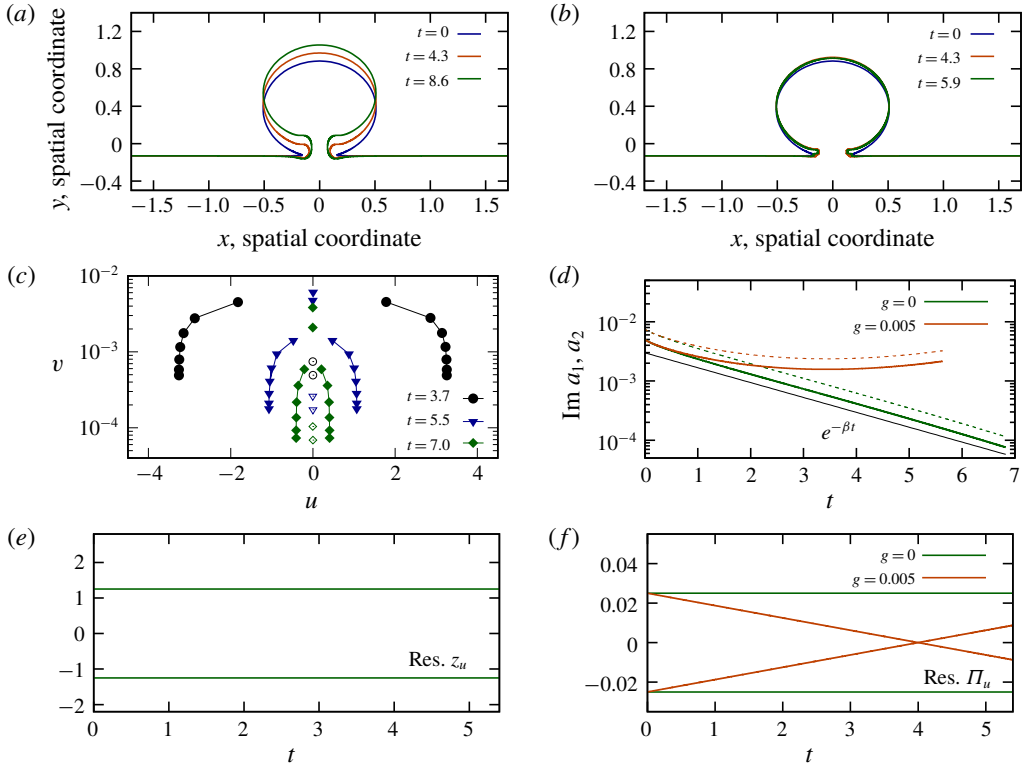 (a)
y, spatial coordinate
1.2
0.8
0.4
0
−0.4
t = 0
t = 4.3
t = 8.6
−1.5 −1.0 −0.5 0 0.5 1.0 1.5
x, spatial coordinate
(b)
1.2
0.8
0.4
0
−0.4
t = 0
t = 4.3
t = 5.9
−1.5 −1.0 −0.5 0 0.5 1.0 1.5
x, spatial coordinate
(c)
v
10⁻²
10⁻³
10⁻⁴
t = 3.7
t = 5.5
t = 7.0
−4 −2 0 2 4
u
(d)
Im a₁, a₂
10⁻²
10⁻³
10⁻⁴
g = 0
g = 0.005
e^{−βt}
0 1 2 3 4 5 6 7
t
(e)
2
1
0
−1
−2
Res. z_u
0 1 2 3 4 5
t
(f)
0.04
0.02
0
−0.02
g = 0
g = 0.005
Res. Π_u
0 1 2 3 4 5
t